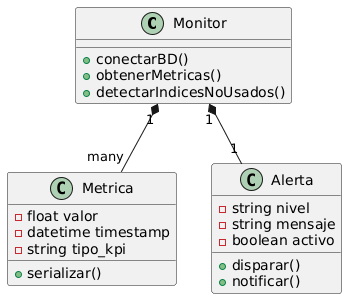 C Monitor
conectarBD()
obtenerMetricas()
detectarIndicesNoUsados()
1
1
many
1
C Metrica
float valor
datetime timestamp
string tipo_kpi
serializar()
C Alerta
string nivel
string mensaje
boolean activo
disparar()
notificar()